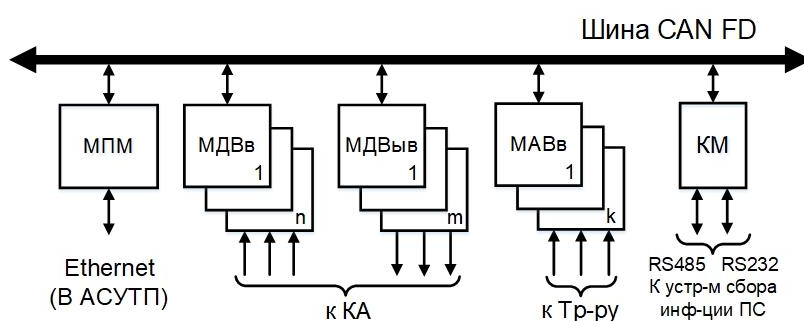 Шина CAN FD
МПМ
МДВв
1
n
МДВыв
1
m
МАВв
1
k
КМ
Ethernet
(В АСУТП)
к КА
к Тр-ру
RS485 RS232
К устр-м сбора
инф-ции ПС